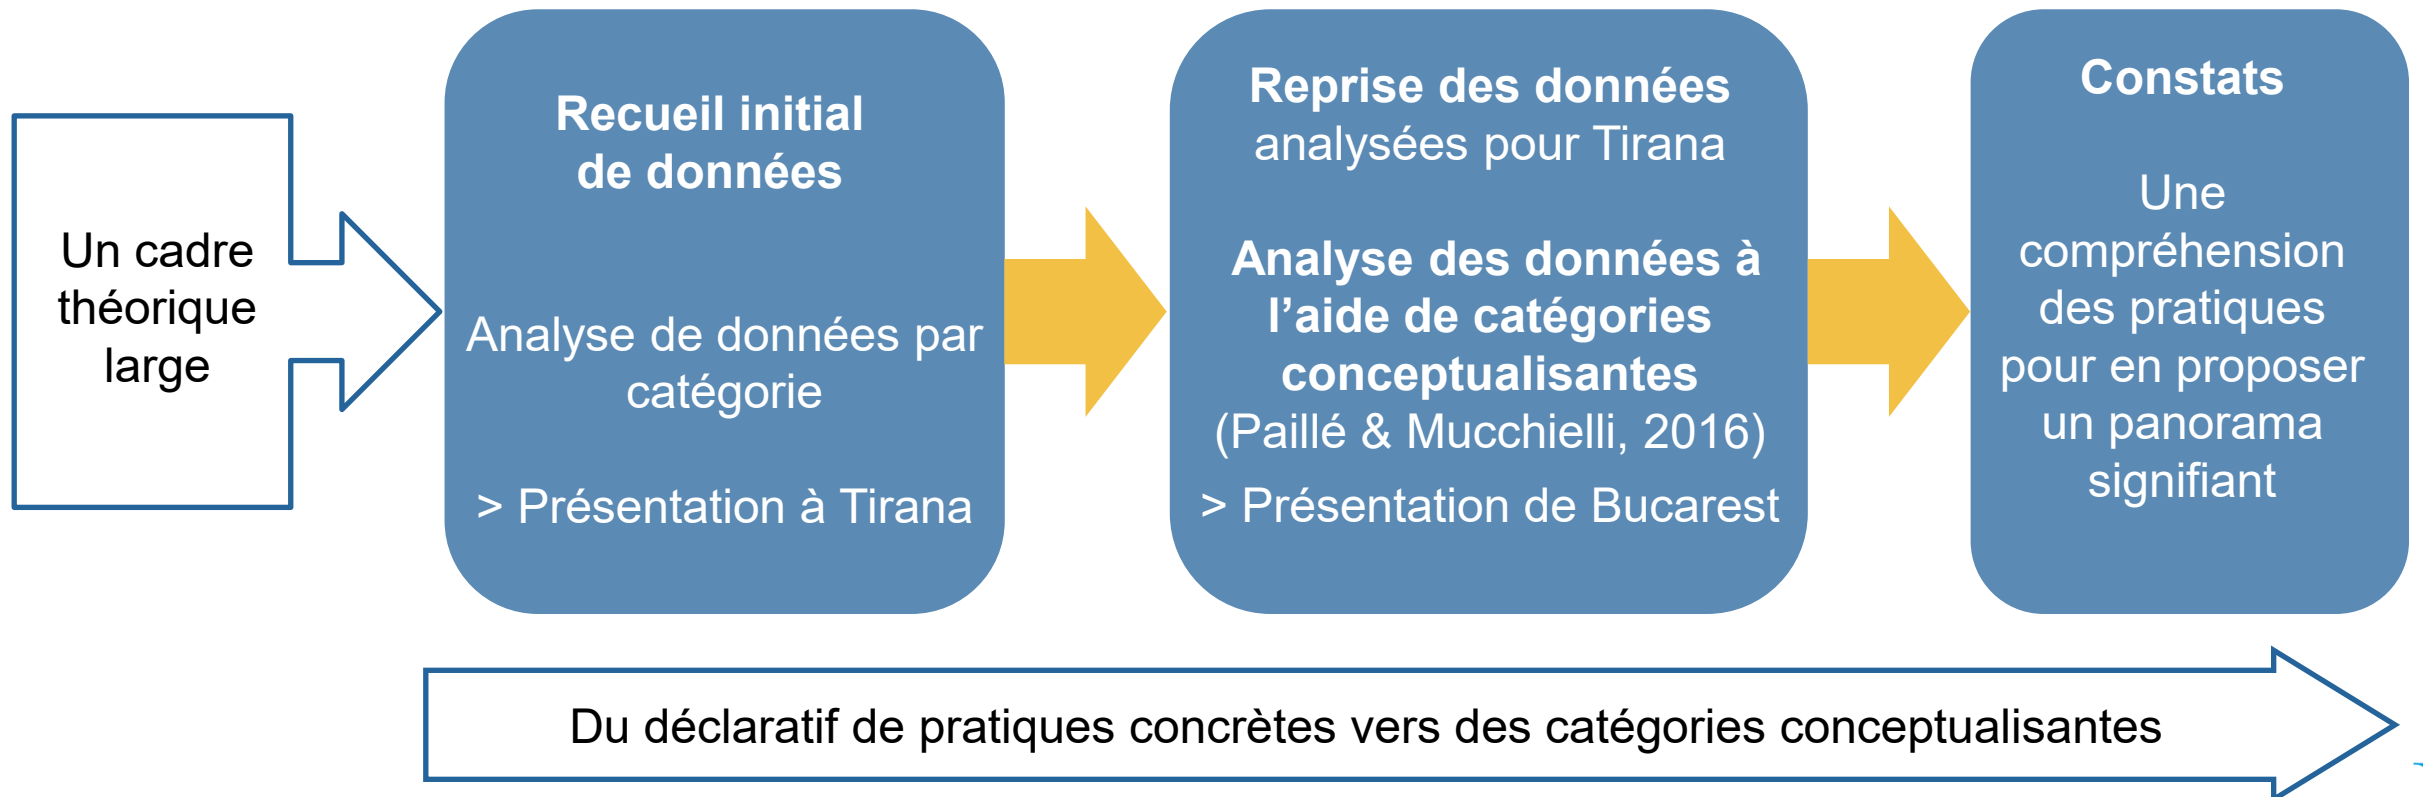 Un cadre
théorique
large
Recueil initial
de données
Analyse de données par
catégorie
> Présentation à Tirana
Reprise des données
analysées pour Tirana
Analyse des données à
l’aide de catégories
conceptualisantes
(Paillé & Mucchielli, 2016)
> Présentation de Bucarest
Constats
Une
compréhension
des pratiques
pour en proposer
un panorama
signifiant
Du déclaratif de pratiques concrètes vers des catégories conceptualisantes